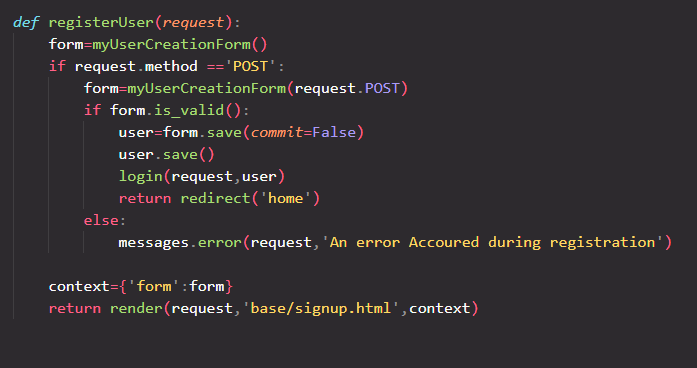 def registerUser(request):
    form=myUserCreationForm()
    if request.method =='POST':
        form=myUserCreationForm(request.POST)
        if form.is_valid():
            user=form.save(commit=False)
            user.save()
            login(request,user)
            return redirect('home')
        else:
            messages.error(request,'An error Accoured during registration')
    context={'form':form}
    return render(request,'base/signup.html',context)